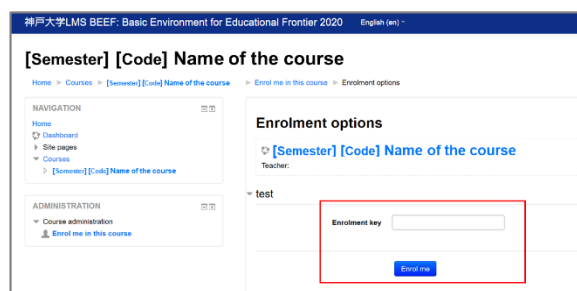 神戸大学LMS BEEF: Basic Environment for Educational Frontier 2020 English (en)
[Semester] [Code] Name of the course
Home ► Courses ► [Semester] [Code] Name of the course ► Enrol me in this course ► Enrolment options
NAVIGATION
Home
Dashboard
Site pages
Courses
[Semester] [Code] Name of the course
ADMINISTRATION
Course administration
Enrol me in this course
Enrolment options
[Semester] [Code] Name of the course
Teacher:
test
Enrolment key
Enrol me